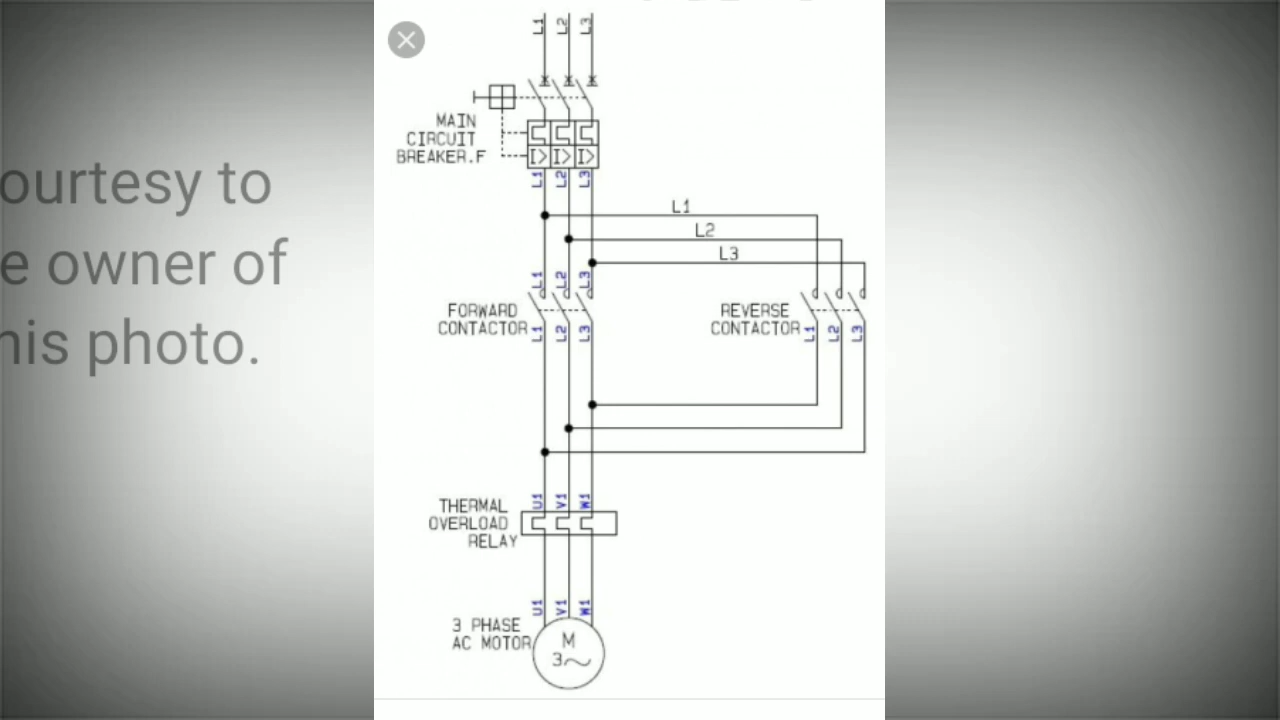 ourtesy to
e owner of
his photo.
L1 L2 L3
MAIN
CIRCUIT
BREAKER.F
I> I> I>
L1 L2 L3
L1
L2
L3
L1 L2 L3
FORWARD
CONTACTOR
L1 L2 L3
REVERSE
CONTACTOR
L1 L2 L3
U1 V1 W1
THERMAL
OVERLOAD
RELAY
U1 V1 W1
3 PHASE
AC MOTOR
M
3~